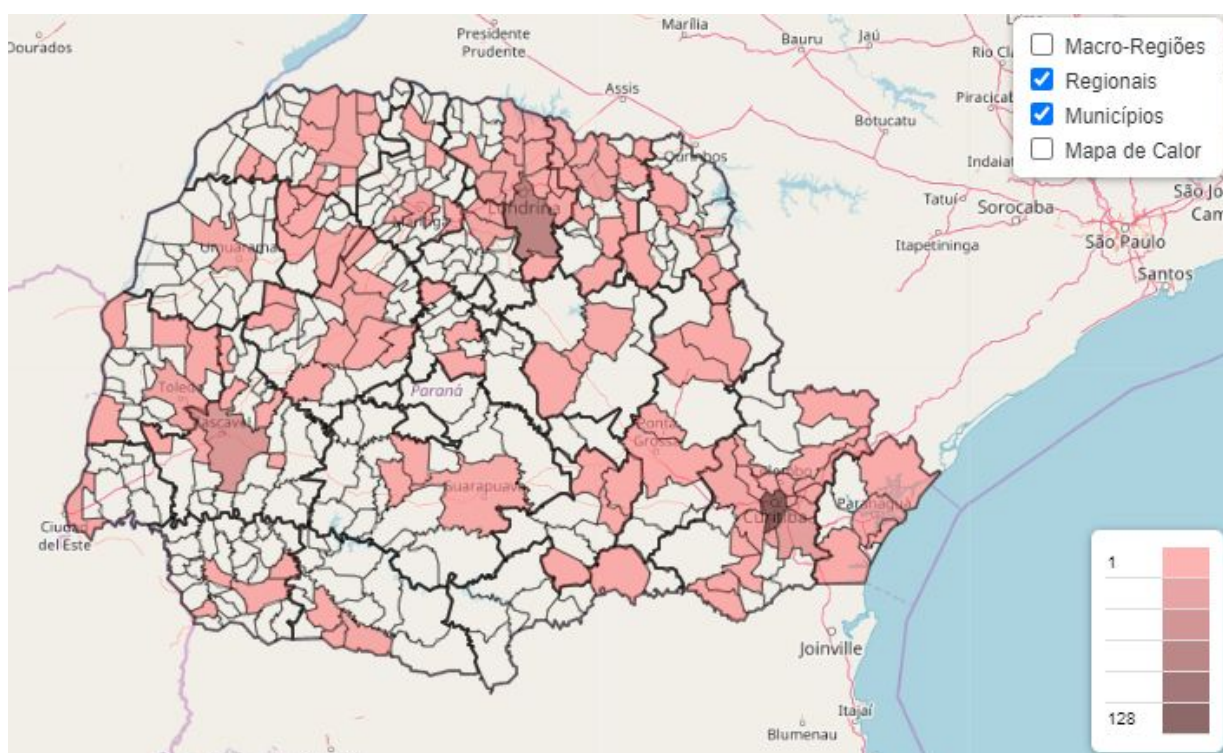 Dourados
Presidente
Prudente
Marília
Bauru
Jaú
Assis
Botucatu
Ourinhos
Tatuí
Sorocaba
Itapetininga
São Paulo
Santos
Macro-Regiões
Regionais
Municípios
Mapa de Calor
Londrina
Maringá
Umuarama
Toledo
Cascavel
Paraná
Ponta
Grossa
Guarapuava
Colombo
Curitiba
Paranaguá
Ciudad
del Este
Joinville
Itajaí
Blumenau
1
128